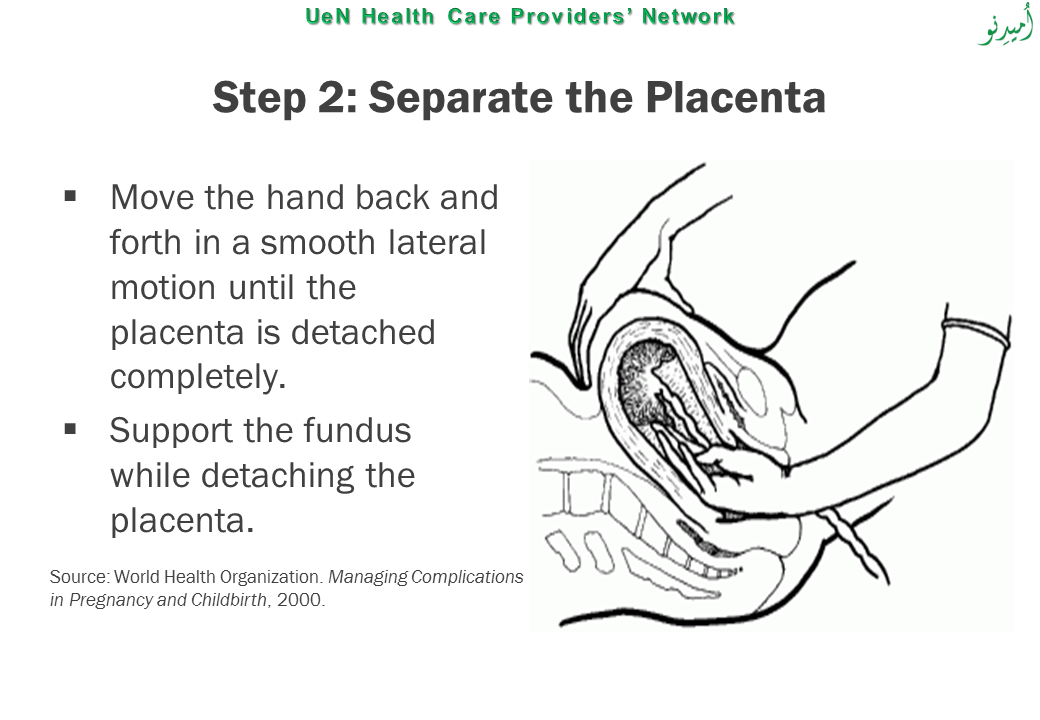 UeN Health Care Providers’ Network
اُميدِنو
Step 2: Separate the Placenta
▪ Move the hand back and
forth in a smooth lateral
motion until the
placenta is detached
completely.
▪ Support the fundus
while detaching the
placenta.
Source: World Health Organization. Managing Complications
in Pregnancy and Childbirth, 2000.